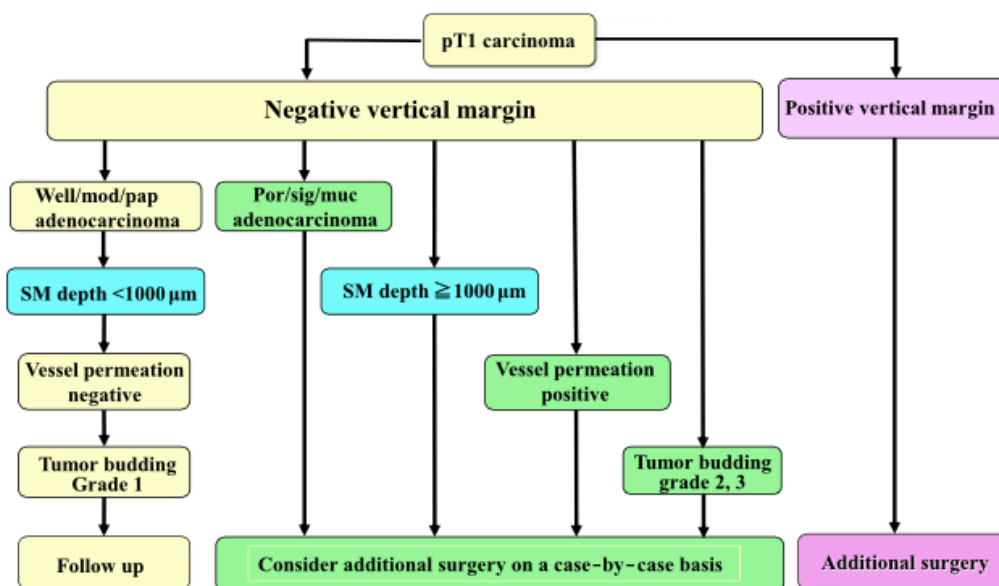 pT1 carcinoma
Negative vertical margin
Positive vertical margin
Well/mod/pap
adenocarcinoma
Por/sig/muc
adenocarcinoma
SM depth <1000 μm
SM depth ≧ 1000 μm
Vessel permeation
negative
Vessel permeation
positive
Tumor budding
Grade 1
Tumor budding
grade 2, 3
Follow up
Consider additional surgery on a case-by-case basis
Additional surgery